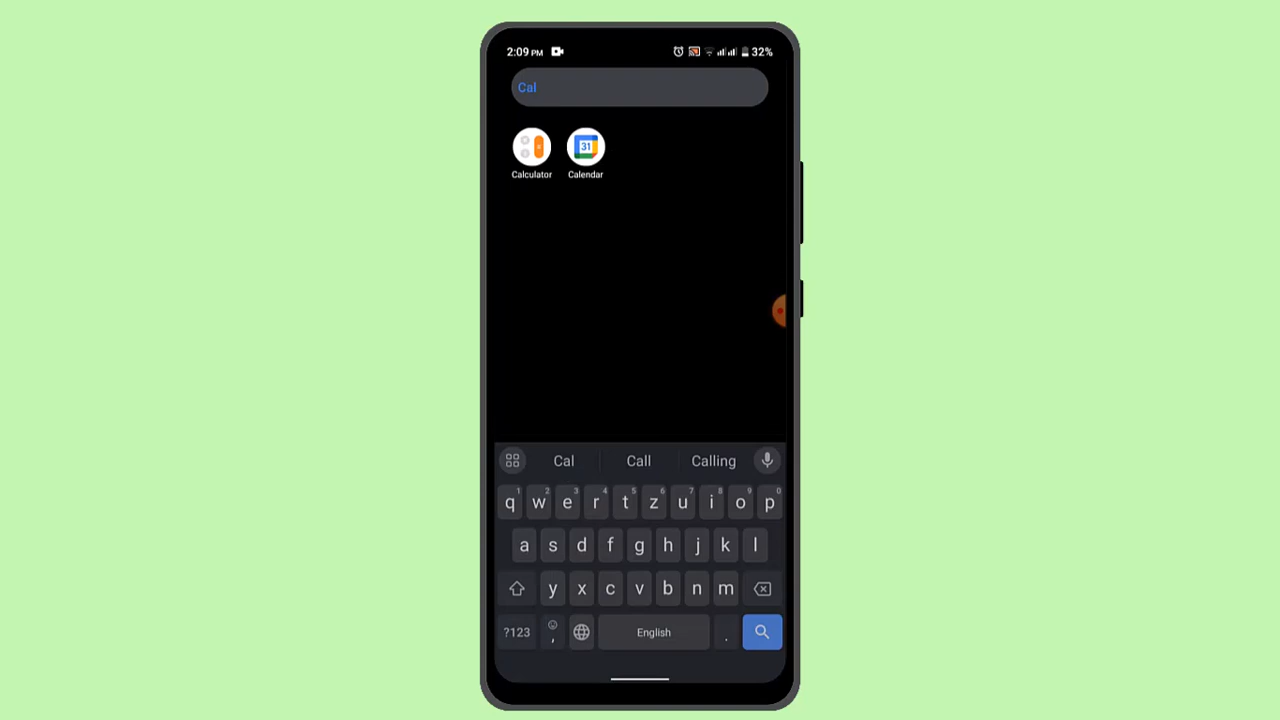 2:09 PM 32%
Cal
31
Calculator Calendar
Cal Call Calling
1 2 3 4 5 6 7 8 9 0
q w e r t z u i o p
a s d f g h j k l
y x c v b n m
?123 , English .